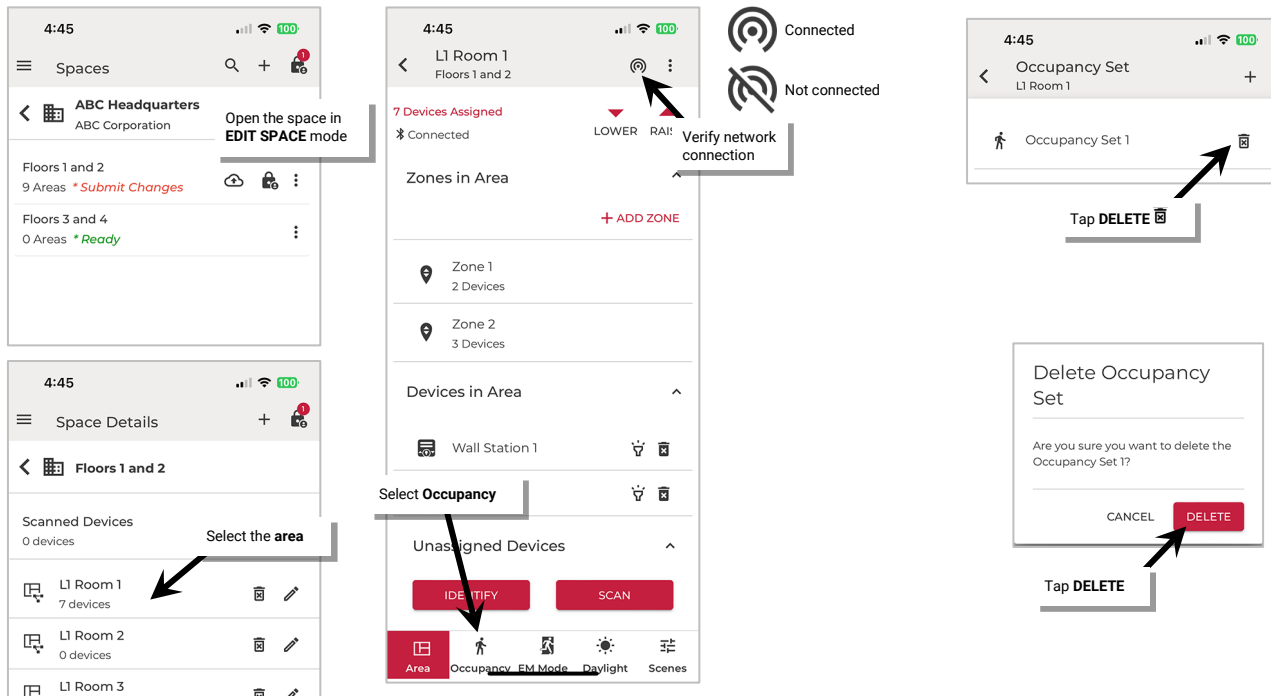 4:45
100
Spaces
1
ABC Headquarters
ABC Corporation
Open the space in
EDIT SPACE mode
Floors 1 and 2
9 Areas * Submit Changes
Floors 3 and 4
0 Areas * Ready
4:45
100
Space Details
1
Floors 1 and 2
Scanned Devices
0 devices
Select the area
L1 Room 1
7 devices
L1 Room 2
0 devices
L1 Room 3
4:45
100
L1 Room 1
Floors 1 and 2
7 Devices Assigned
Connected
LOWER
Verify network
connection
Zones in Area
+ ADD ZONE
Zone 1
2 Devices
Zone 2
3 Devices
Devices in Area
Wall Station 1
Select Occupancy
Unassigned Devices
IDENTIFY
SCAN
Area
Occupancy
EM Mode
Daylight
Scenes
Connected
Not connected
4:45
100
Occupancy Set
L1 Room 1
Occupancy Set 1
Tap DELETE
Delete Occupancy
Set
Are you sure you want to delete the
Occupancy Set 1?
CANCEL
DELETE
Tap DELETE